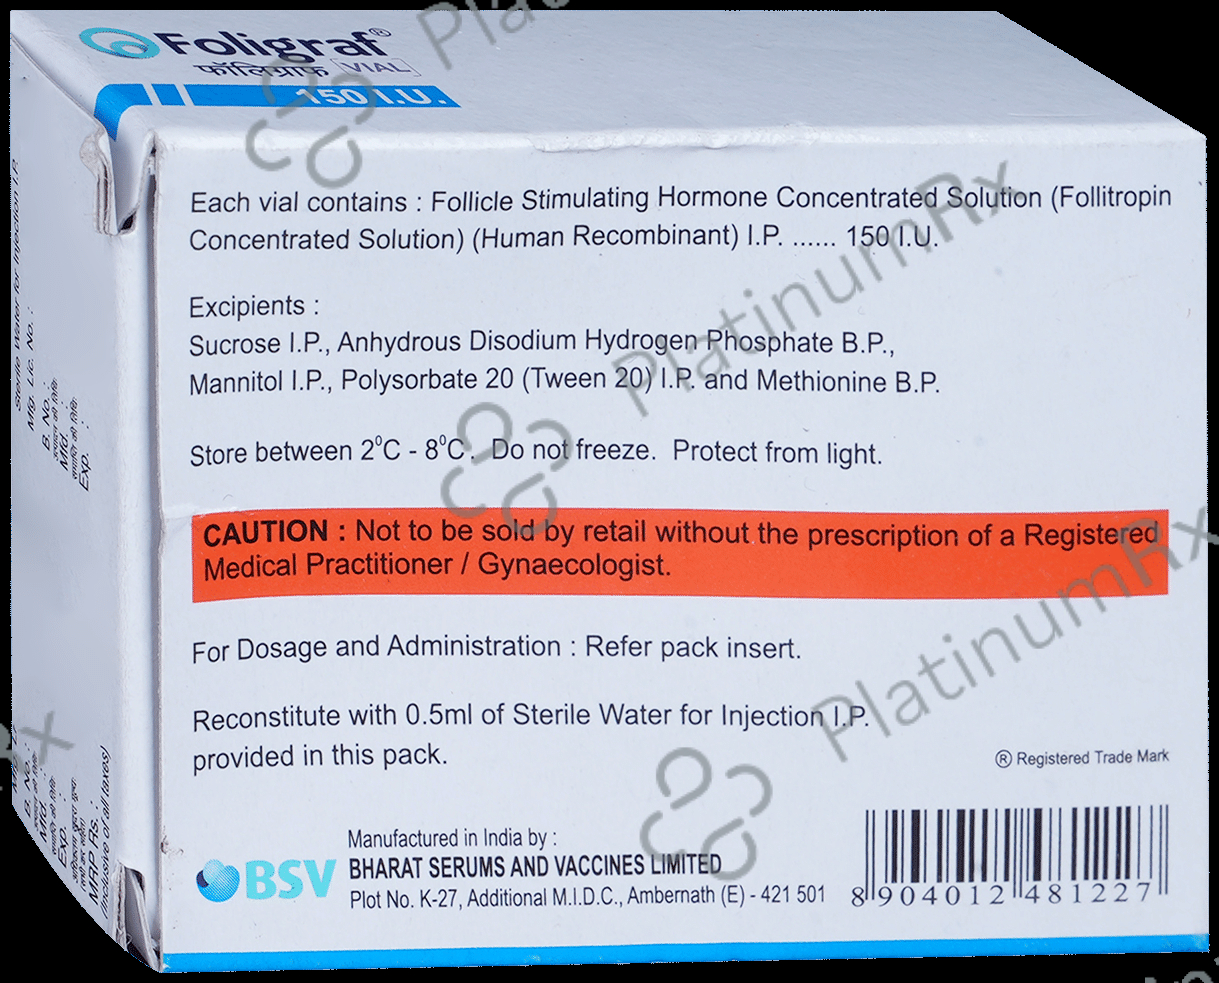 Foligraf®
फॉलिग्राफ VIAL
150 I.U.
Each vial contains : Follicle Stimulating Hormone Concentrated Solution (Follitropin
Concentrated Solution) (Human Recombinant) I.P. ...... 150 I.U.
Excipients :
Sucrose I.P., Anhydrous Disodium Hydrogen Phosphate B.P.,
Mannitol I.P., Polysorbate 20 (Tween 20) I.P. and Methionine B.P.
Store between 2⁰C - 8⁰C. Do not freeze. Protect from light.
CAUTION : Not to be sold by retail without the prescription of a Registered
Medical Practitioner / Gynaecologist.
For Dosage and Administration : Refer pack insert.
Reconstitute with 0.5ml of Sterile Water for Injection I.P.
provided in this pack.
® Registered Trade Mark
BSV
Manufactured in India by :
BHARAT SERUMS AND VACCINES LIMITED
Plot No. K-27, Additional M.I.D.C., Ambernath (E) - 421 501
8 904012 481227
Sterile Water for Injection I.P.
Mfg. Lic. No. :
B. No. :
Mfd. :
Exp. :
B. No. :
Mfd. :
Exp. :
MRP Rs. :
(Inclusive of all taxes)
PlatinumRx
PlatinumRx
PlatinumRx